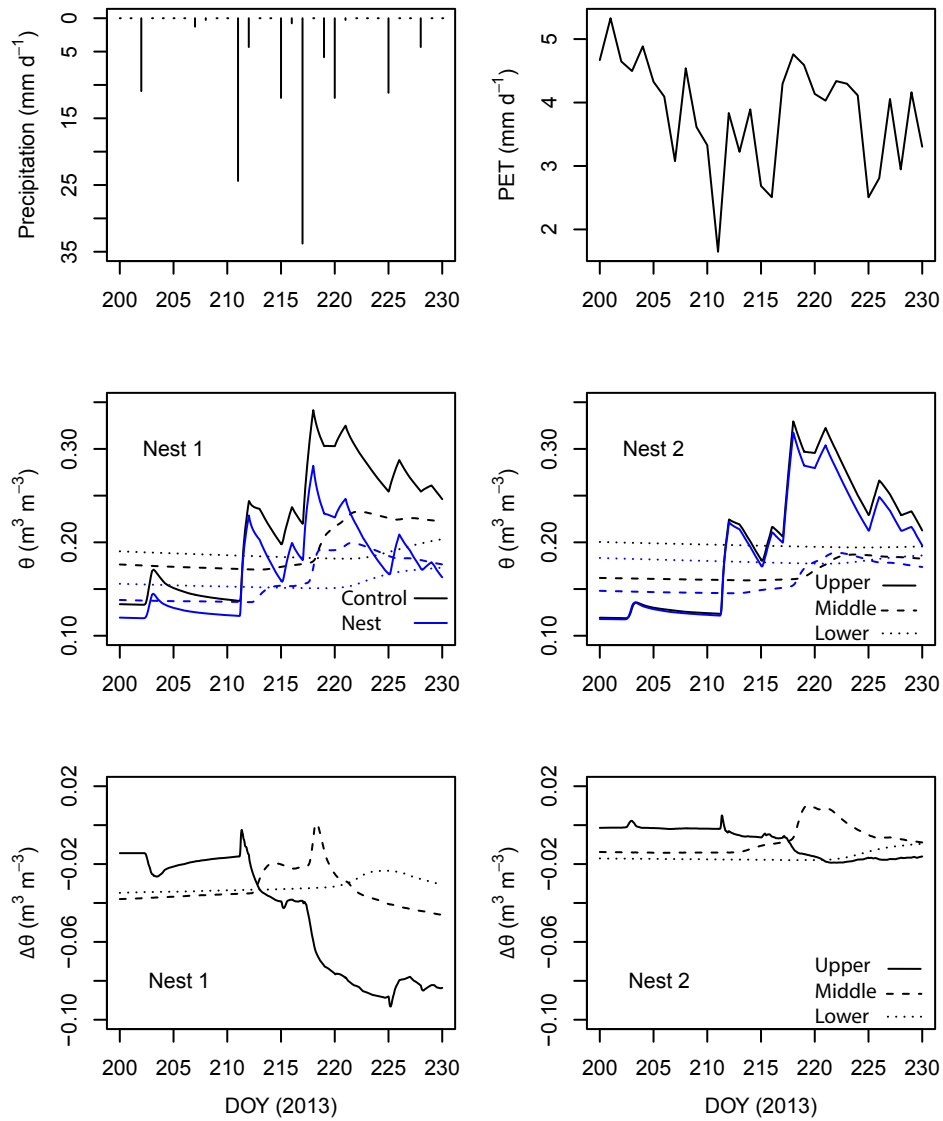 Precipitation (mm d⁻¹)
0
5
15
25
35
200 205 210 215 220 225 230
PET (mm d⁻¹)
5
4
3
2
200 205 210 215 220 225 230
θ (m³ m⁻³)
0.30
0.20
0.10
Nest 1
Control
Nest
200 205 210 215 220 225 230
θ (m³ m⁻³)
0.30
0.20
0.10
Nest 2
Upper
Middle
Lower
200 205 210 215 220 225 230
Δθ (m³ m⁻³)
0.02
−0.02
−0.06
−0.10
Nest 1
200 205 210 215 220 225 230
DOY (2013)
Δθ (m³ m⁻³)
0.02
−0.02
−0.06
−0.10
Nest 2
Upper
Middle
Lower
200 205 210 215 220 225 230
DOY (2013)